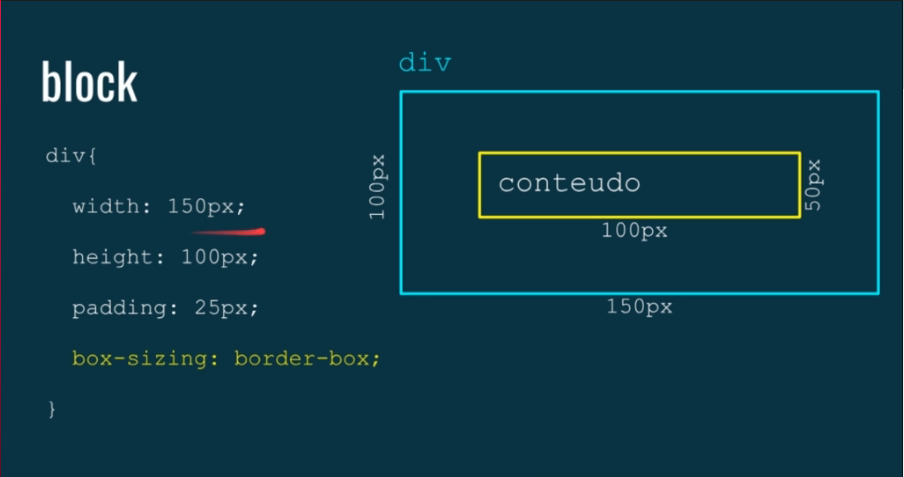 block
div{
width: 150px;
height: 100px;
padding: 25px;
box-sizing: border-box;
}
div
100px
conteudo
50px
100px
150px